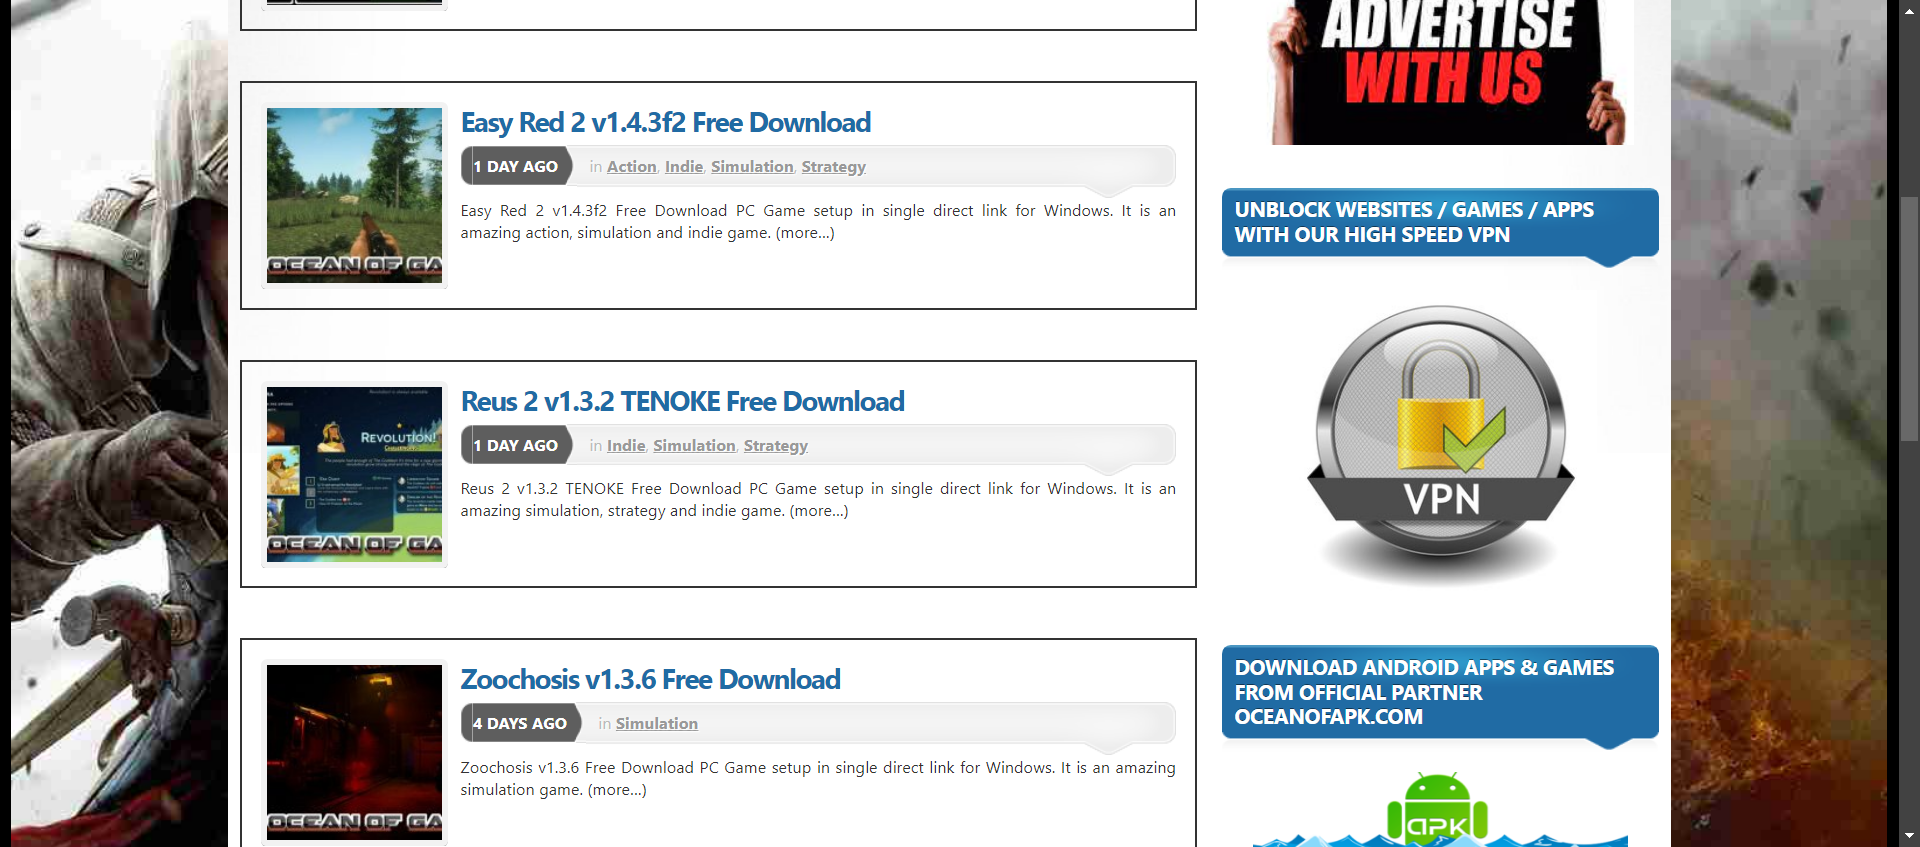 ADVERTISE
WITH US
Easy Red 2 v1.4.3f2 Free Download
1 DAY AGO in Action, Indie, Simulation, Strategy
Easy Red 2 v1.4.3f2 Free Download PC Game setup in single direct link for Windows. It is an
amazing action, simulation and indie game. (more...)
OCEAN OF GA
UNBLOCK WEBSITES / GAMES / APPS
WITH OUR HIGH SPEED VPN
VPN
Reus 2 v1.3.2 TENOKE Free Download
1 DAY AGO in Indie, Simulation, Strategy
Reus 2 v1.3.2 TENOKE Free Download PC Game setup in single direct link for Windows. It is an
amazing simulation, strategy and indie game. (more...)
REVOLUTION!
OCEAN OF GA
Zoochosis v1.3.6 Free Download
4 DAYS AGO in Simulation
Zoochosis v1.3.6 Free Download PC Game setup in single direct link for Windows. It is an amazing
simulation game. (more...)
OCEAN OF GA
DOWNLOAD ANDROID APPS & GAMES
FROM OFFICIAL PARTNER
OCEANOFAPK.COM
APK